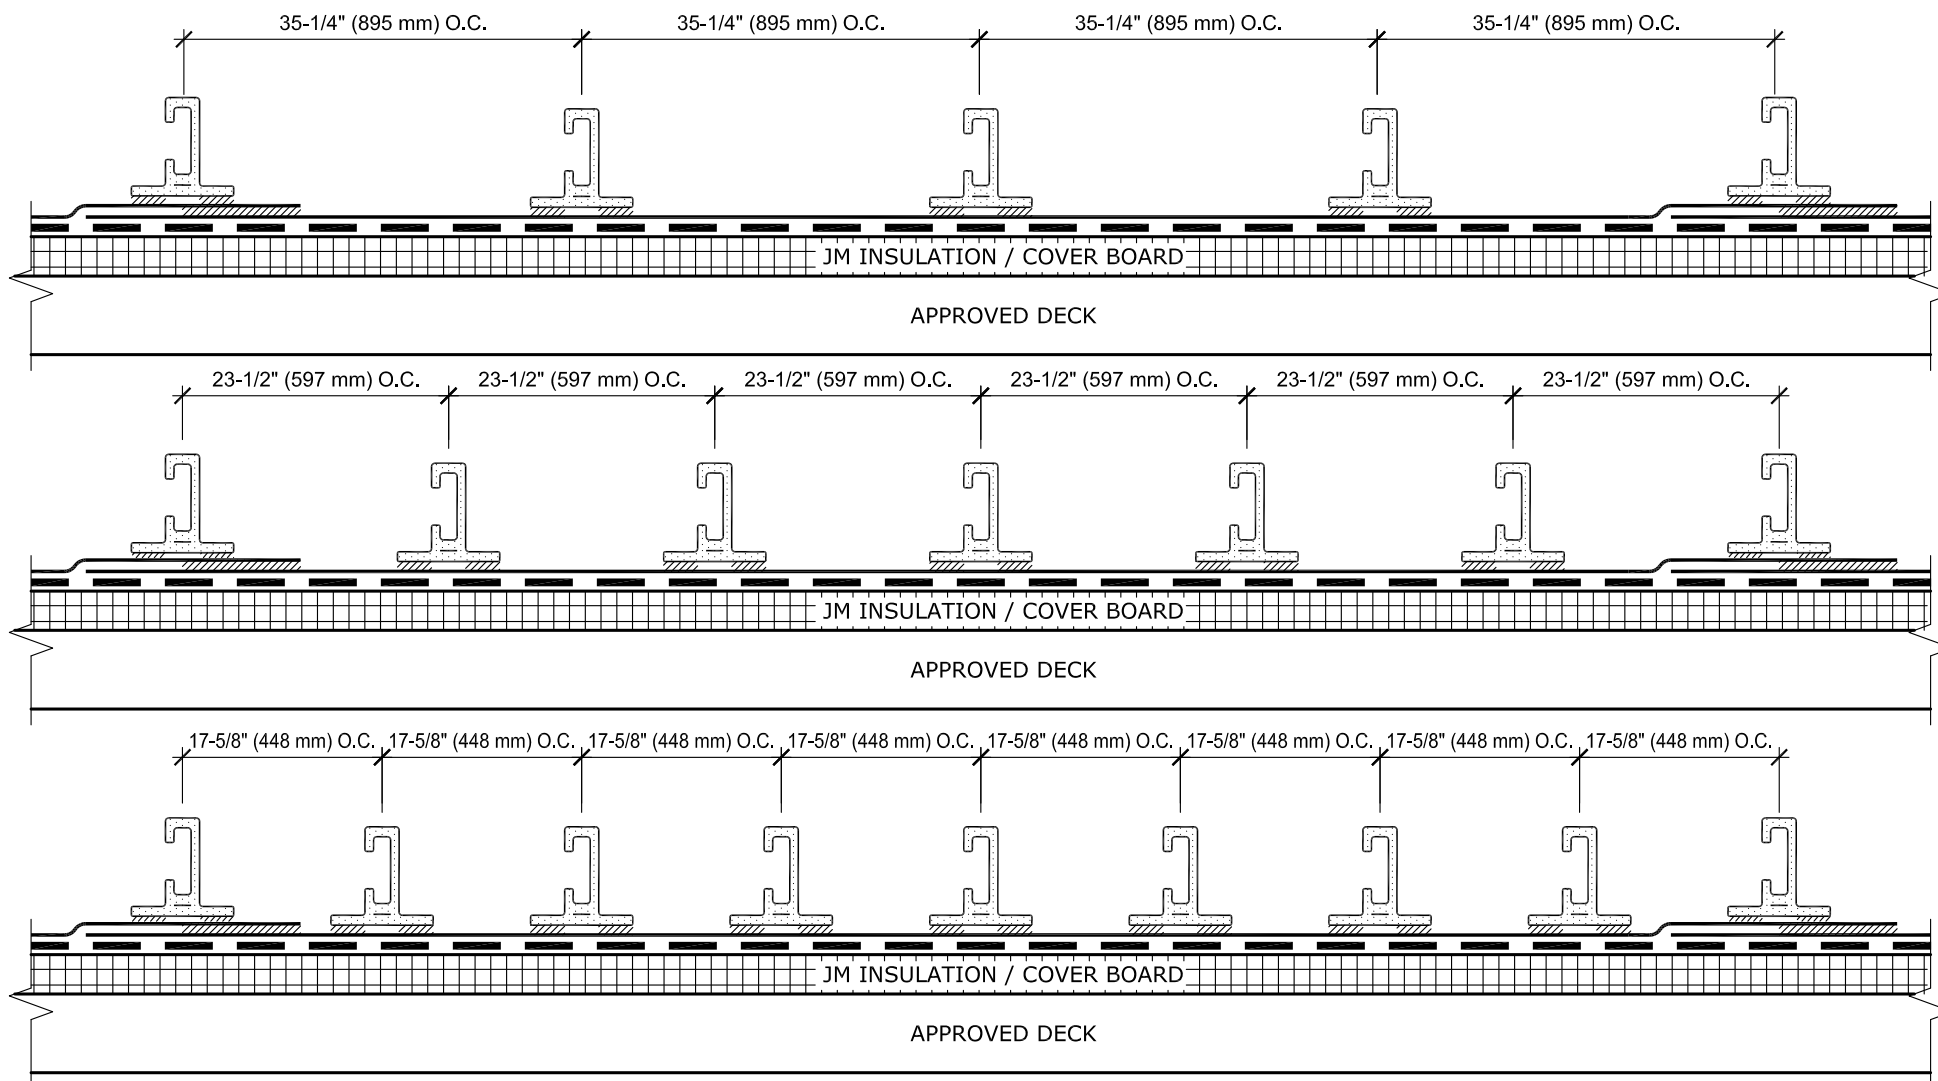 35-1/4" (895 mm) O.C. 35-1/4" (895 mm) O.C. 35-1/4" (895 mm) O.C. 35-1/4" (895 mm) O.C.
JM INSULATION / COVER BOARD
APPROVED DECK
23-1/2" (597 mm) O.C. 23-1/2" (597 mm) O.C. 23-1/2" (597 mm) O.C. 23-1/2" (597 mm) O.C. 23-1/2" (597 mm) O.C. 23-1/2" (597 mm) O.C.
JM INSULATION / COVER BOARD
APPROVED DECK
17-5/8" (448 mm) O.C. 17-5/8" (448 mm) O.C. 17-5/8" (448 mm) O.C. 17-5/8" (448 mm) O.C. 17-5/8" (448 mm) O.C. 17-5/8" (448 mm) O.C. 17-5/8" (448 mm) O.C. 17-5/8" (448 mm) O.C.
JM INSULATION / COVER BOARD
APPROVED DECK